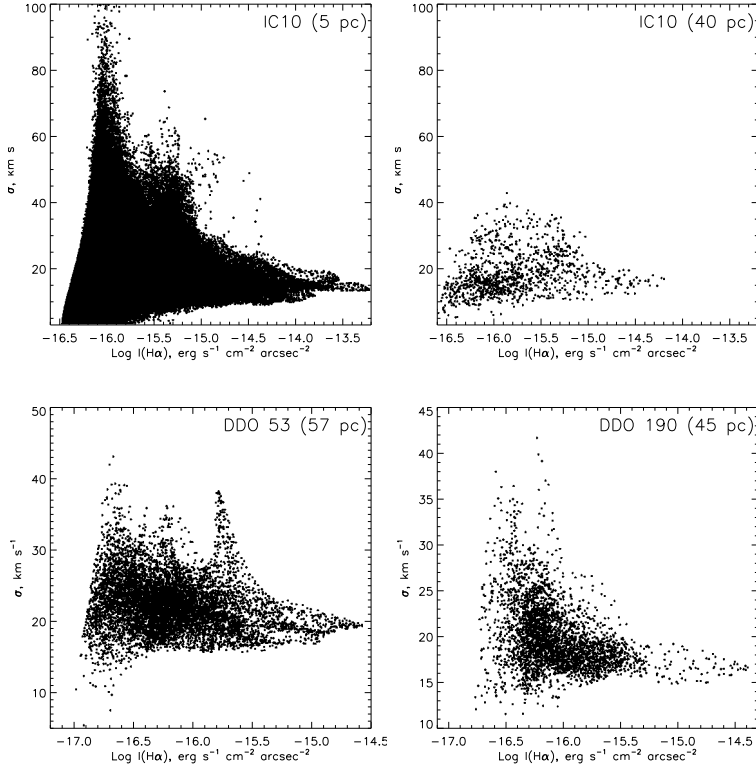 IC10 (5 pc)
100
80
60
40
20
σ, км s
−16.5 −16.0 −15.5 −15.0 −14.5 −14.0 −13.5
Log I(Hα), erg s⁻¹ cm⁻² arcsec⁻²
IC10 (40 pc)
100
80
60
40
20
σ, км s
−16.5 −16.0 −15.5 −15.0 −14.5 −14.0 −13.5
Log I(Hα), erg s⁻¹ cm⁻² arcsec⁻²
DDO 53 (57 pc)
50
40
30
20
10
σ, km s⁻¹
−17.0 −16.5 −16.0 −15.5 −15.0 −14.5
Log I(Hα), erg s⁻¹ cm⁻² arcsec⁻²
DDO 190 (45 pc)
45
40
35
30
25
20
15
10
σ, km s⁻¹
−17.0 −16.5 −16.0 −15.5 −15.0 −14.5
Log I(Hα), erg s⁻¹ cm⁻² arcsec⁻²